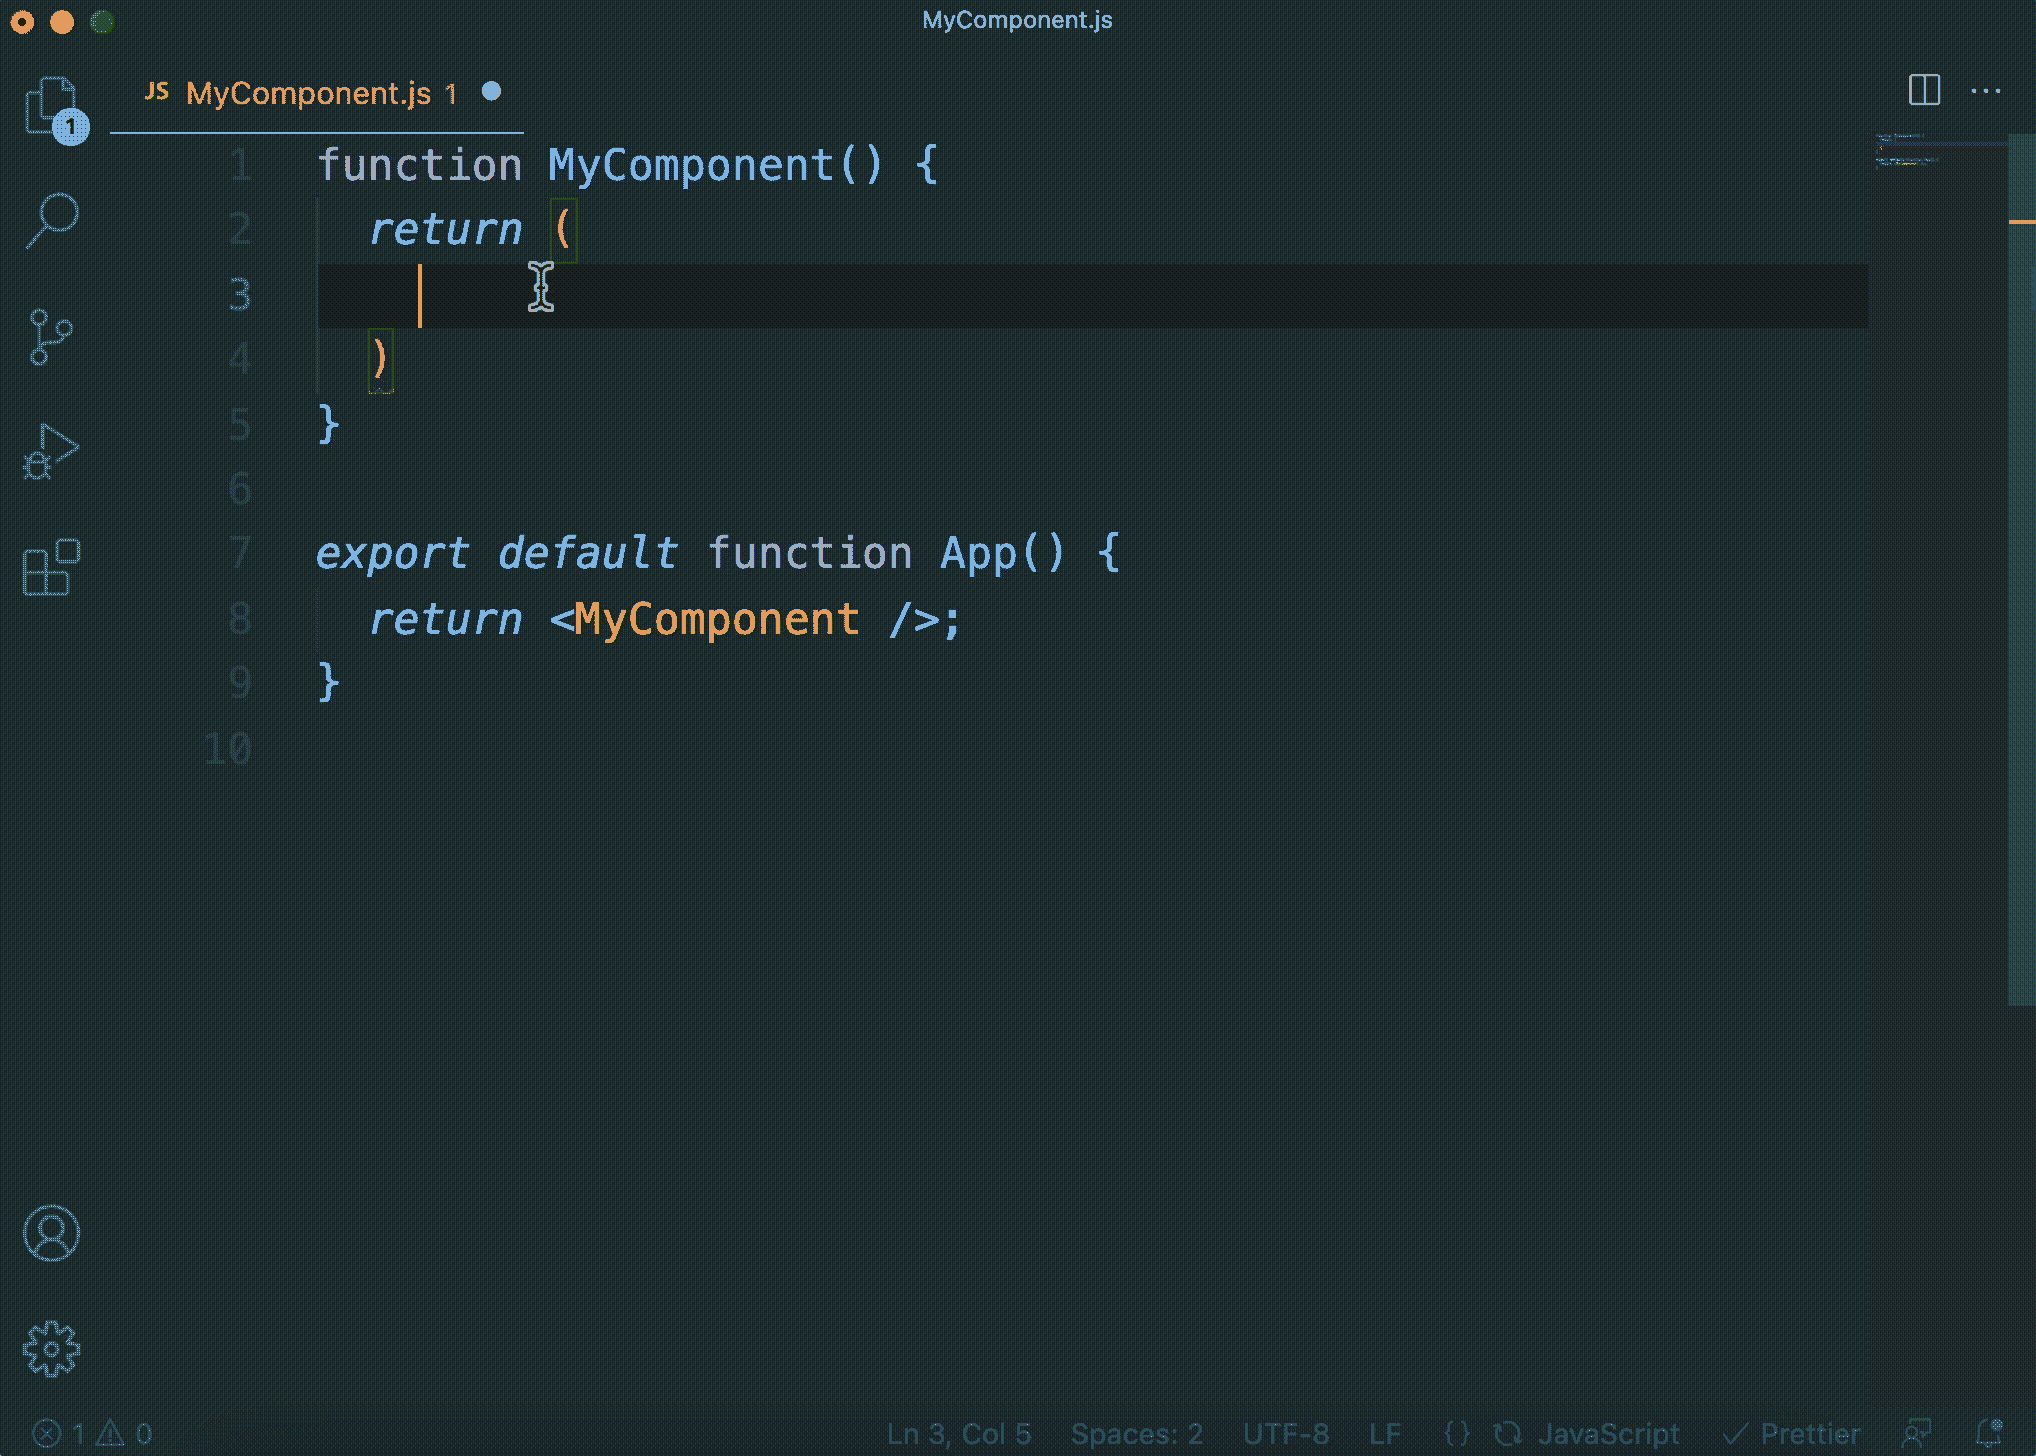 MyComponent.js
JS MyComponent.js 1
1
1 function MyComponent() {
2 return (
3
4 )
5 }
6
7 export default function App() {
8 return <MyComponent />;
9 }
10
1 0 Ln 3, Col 5 Spaces: 2 UTF-8 LF {} JavaScript Prettier